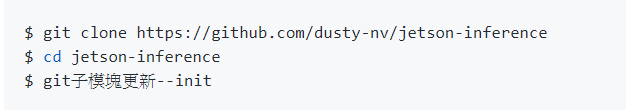 $ git clone https://github.com/dusty-nv/jetson-inference
$ cd jetson-inference
$ git子模塊更新--init